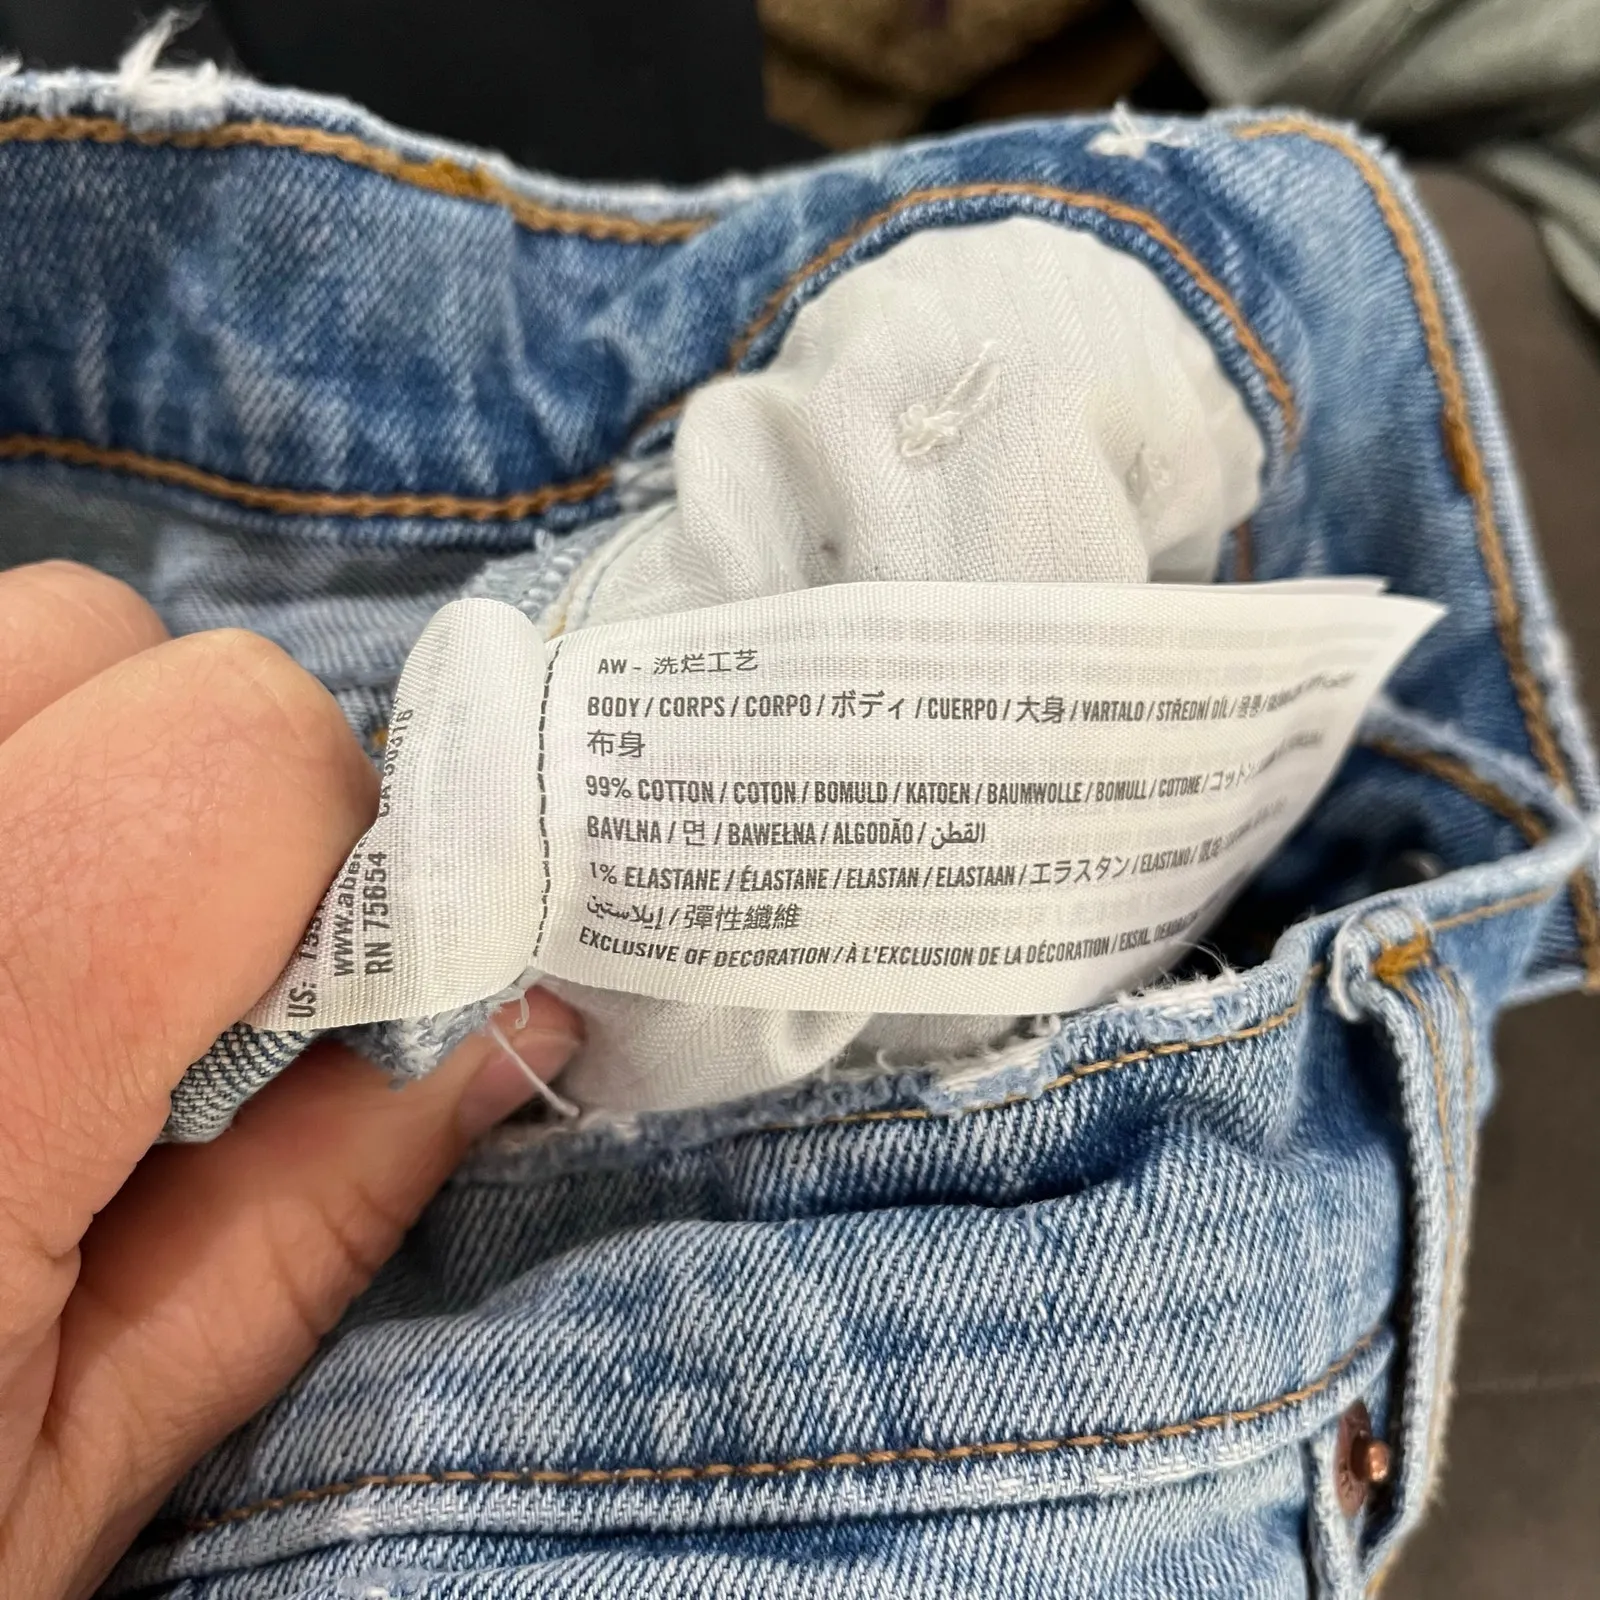 AW - 洗烂工艺
BODY / CORPS / CORPO / ボディ / CUERPO / 大身 / VARTALO / STŘEDNÍ DÍL /
布身
99% COTTON / COTON / BOMULD / KATOEN / BAUMWOLLE / BOMULL / COTONE / コットン
BAVLNA / 면 / BAWEŁNA / ALGODÃO / القطن
1% ELASTANE / ÉLASTANE / ELASTAN / ELASTAAN / エラスタン / ELASTANO /
إيلاستين / 彈性纖維
EXCLUSIVE OF DECORATION / À L'EXCLUSION DE LA DÉCORATION / EKSKL.
US:
www.aber
RN 75654